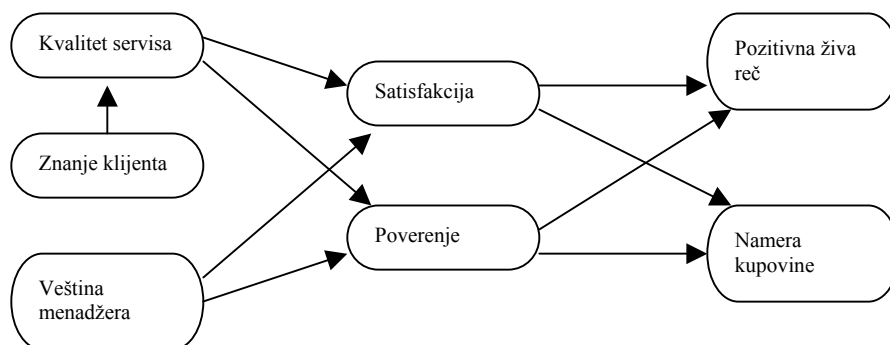 Kvalitet servisa
Znanje klijenta
Veština
menadžera
Satisfakcija
Poverenje
Pozitivna živa
reč
Namera
kupovine